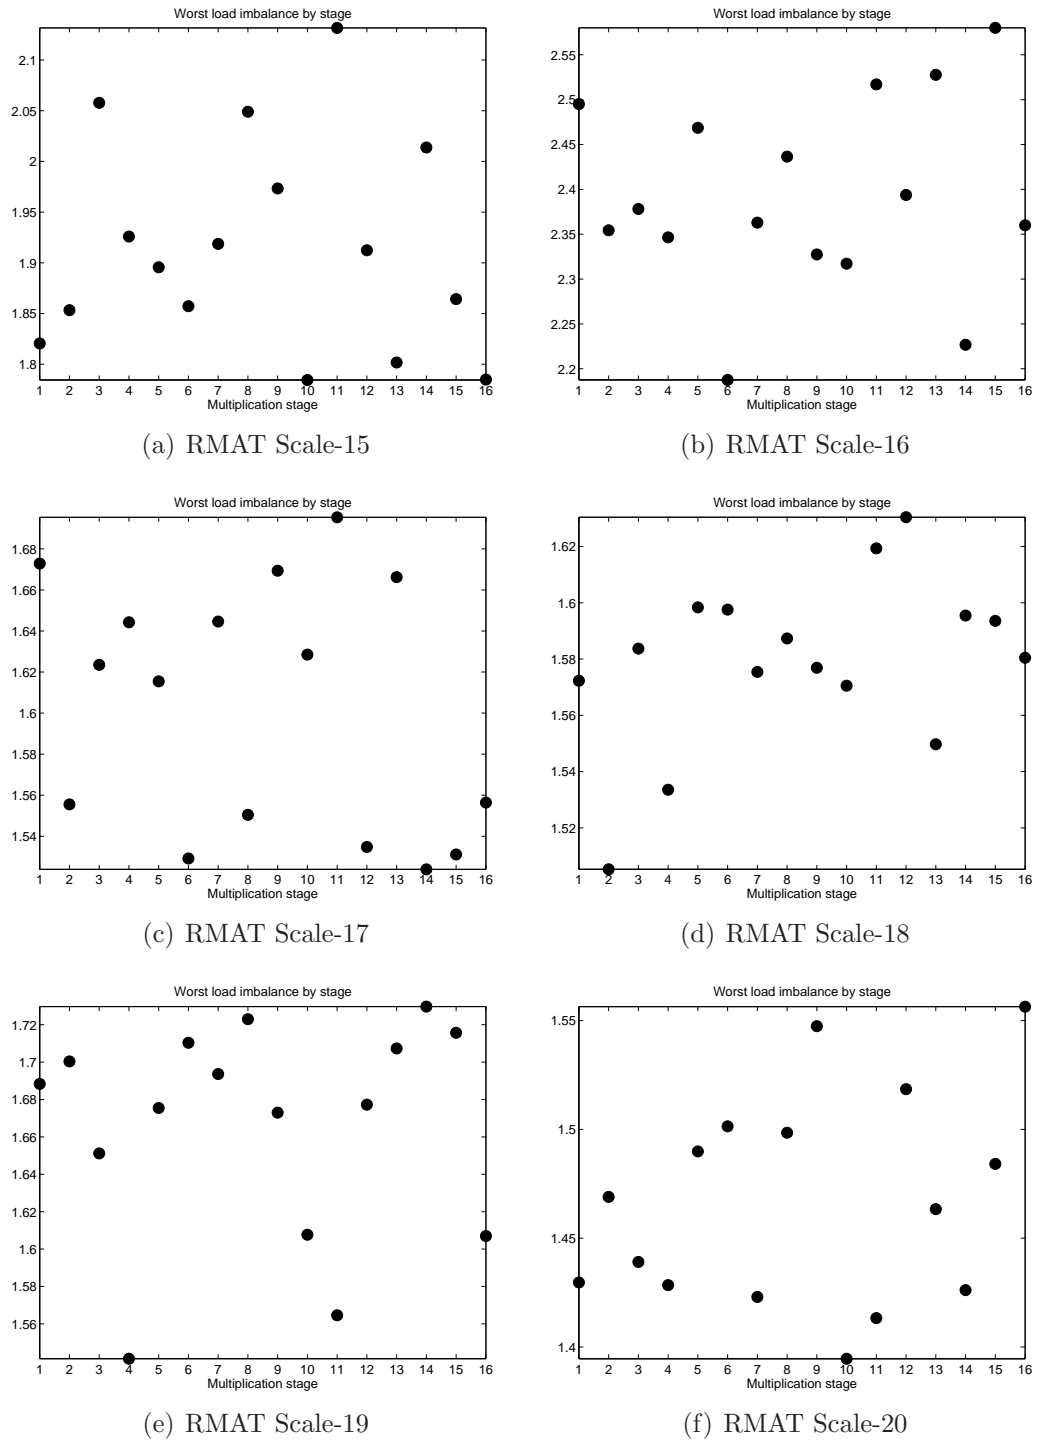 Worst load imbalance by stage
2.1
2.05
2
1.95
1.9
1.85
1.8
1 2 3 4 5 6 7 8 9 10 11 12 13 14 15 16
Multiplication stage
(a) RMAT Scale-15
Worst load imbalance by stage
2.55
2.5
2.45
2.4
2.35
2.3
2.25
2.2
1 2 3 4 5 6 7 8 9 10 11 12 13 14 15 16
Multiplication stage
(b) RMAT Scale-16
Worst load imbalance by stage
1.68
1.66
1.64
1.62
1.6
1.58
1.56
1.54
1 2 3 4 5 6 7 8 9 10 11 12 13 14 15 16
Multiplication stage
(c) RMAT Scale-17
Worst load imbalance by stage
1.62
1.6
1.58
1.56
1.54
1.52
1 2 3 4 5 6 7 8 9 10 11 12 13 14 15 16
Multiplication stage
(d) RMAT Scale-18
Worst load imbalance by stage
1.72
1.7
1.68
1.66
1.64
1.62
1.6
1.58
1.56
1 2 3 4 5 6 7 8 9 10 11 12 13 14 15 16
Multiplication stage
(e) RMAT Scale-19
Worst load imbalance by stage
1.55
1.5
1.45
1.4
1 2 3 4 5 6 7 8 9 10 11 12 13 14 15 16
Multiplication stage
(f) RMAT Scale-20